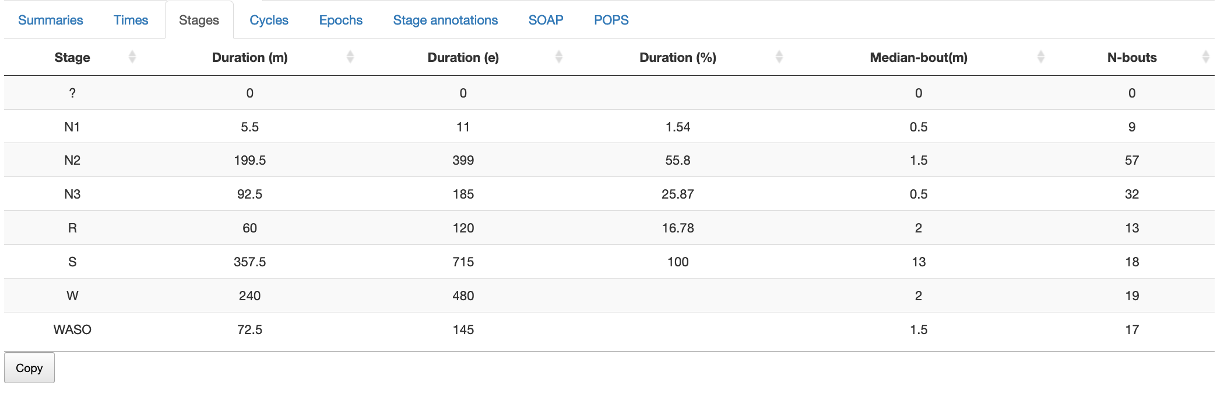 Summaries Times Stages Cycles Epochs Stage annotations SOAP POPS
Stage Duration (m) Duration (e) Duration (%) Median-bout(m) N-bouts
? 0 0 0 0
N1 5.5 11 1.54 0.5 9
N2 199.5 399 55.8 1.5 57
N3 92.5 185 25.87 0.5 32
R 60 120 16.78 2 13
S 357.5 715 100 13 18
W 240 480 2 19
WASO 72.5 145 1.5 17
Copy